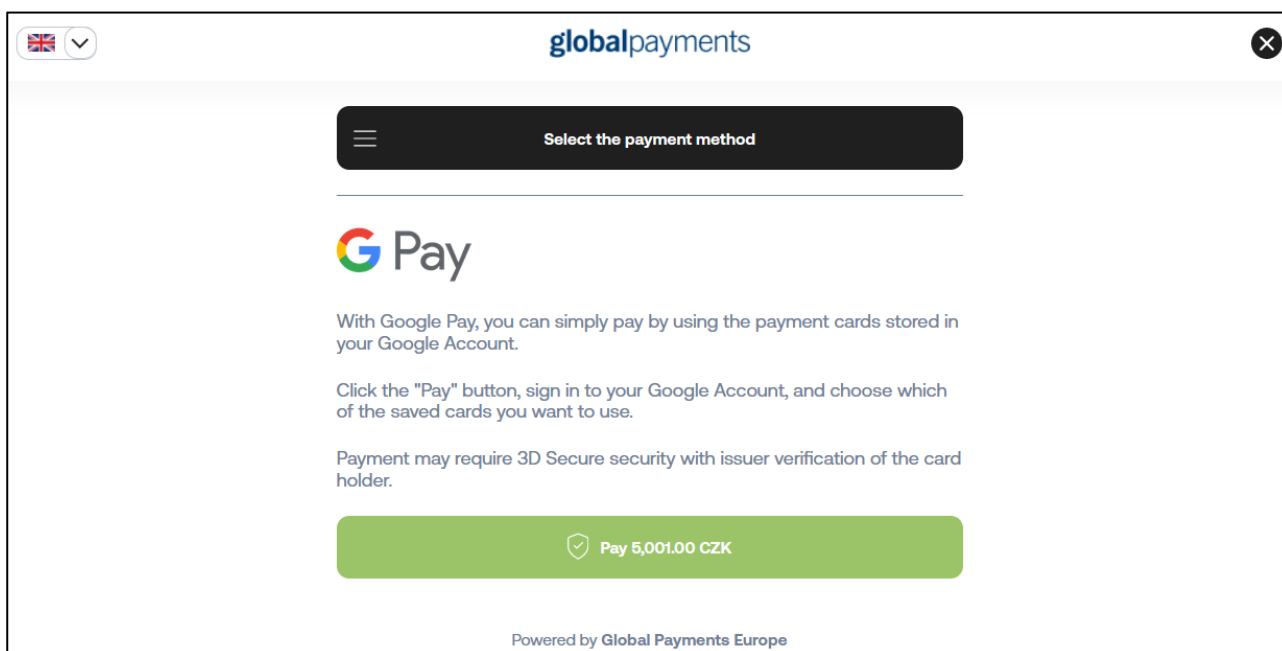 globalpayments
Select the payment method
G Pay
With Google Pay, you can simply pay by using the payment cards stored in
your Google Account.
Click the "Pay" button, sign in to your Google Account, and choose which
of the saved cards you want to use.
Payment may require 3D Secure security with issuer verification of the card
holder.
Pay 5,001.00 CZK
Powered by Global Payments Europe